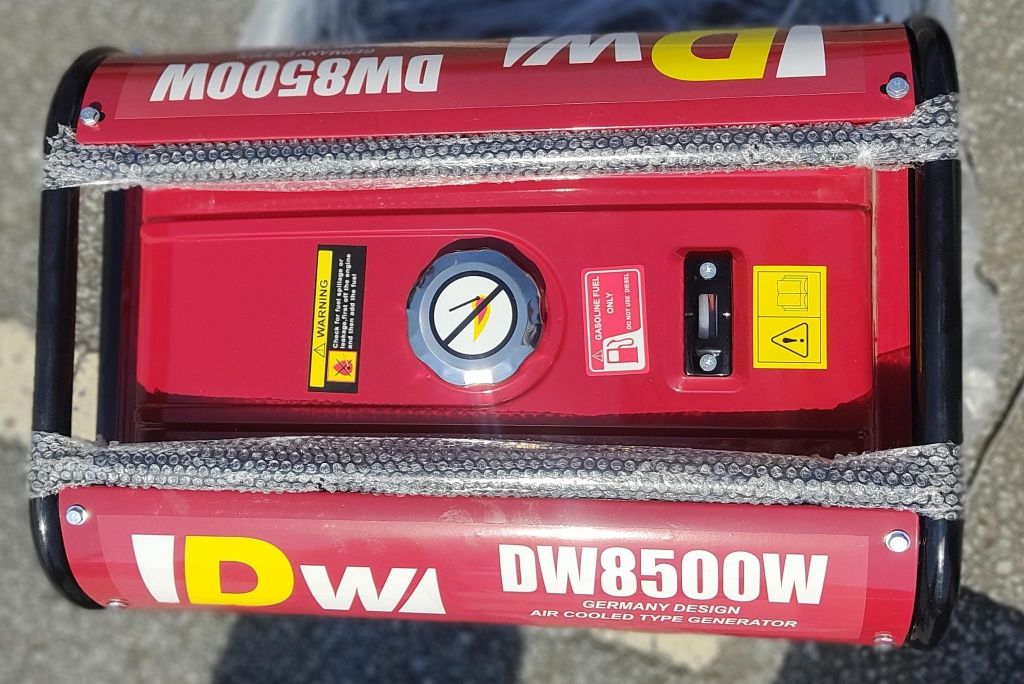 DW8500W
GERMANY DESIGN
DW
WARNING
Check for fuel spillage or
leakage,first off the engine
and then add the fuel
GASOLINE FUEL
ONLY
DO NOT USE DIESEL
DW
DW8500W
GERMANY DESIGN
AIR COOLED TYPE GENERATOR